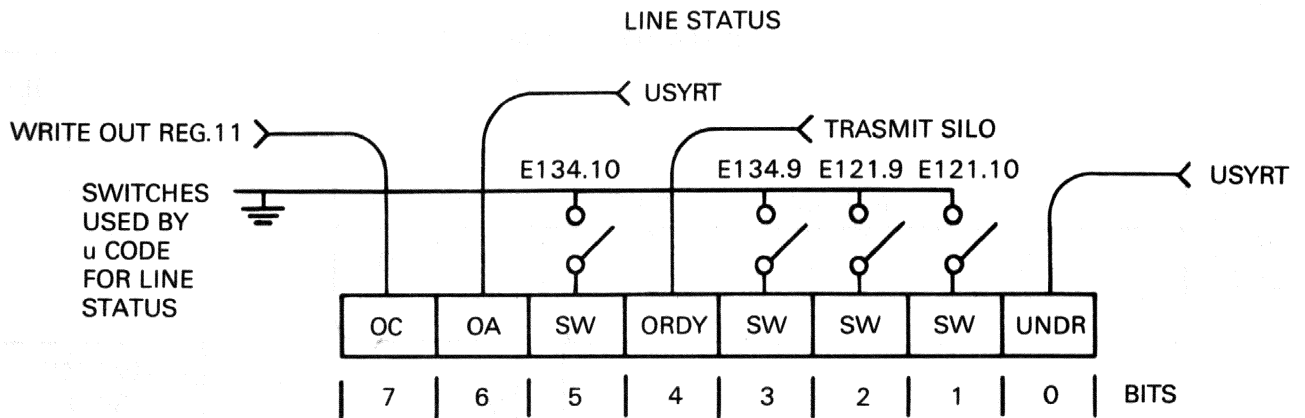 LINE STATUS
USYRT
WRITE OUT REG.11
TRASMIT SILO
E134.10
E134.9
E121.9
E121.10
USYRT
SWITCHES
USED BY
u CODE
FOR LINE
STATUS
OC OA SW ORDY SW SW SW UNDR
7 6 5 4 3 2 1 0 BITS